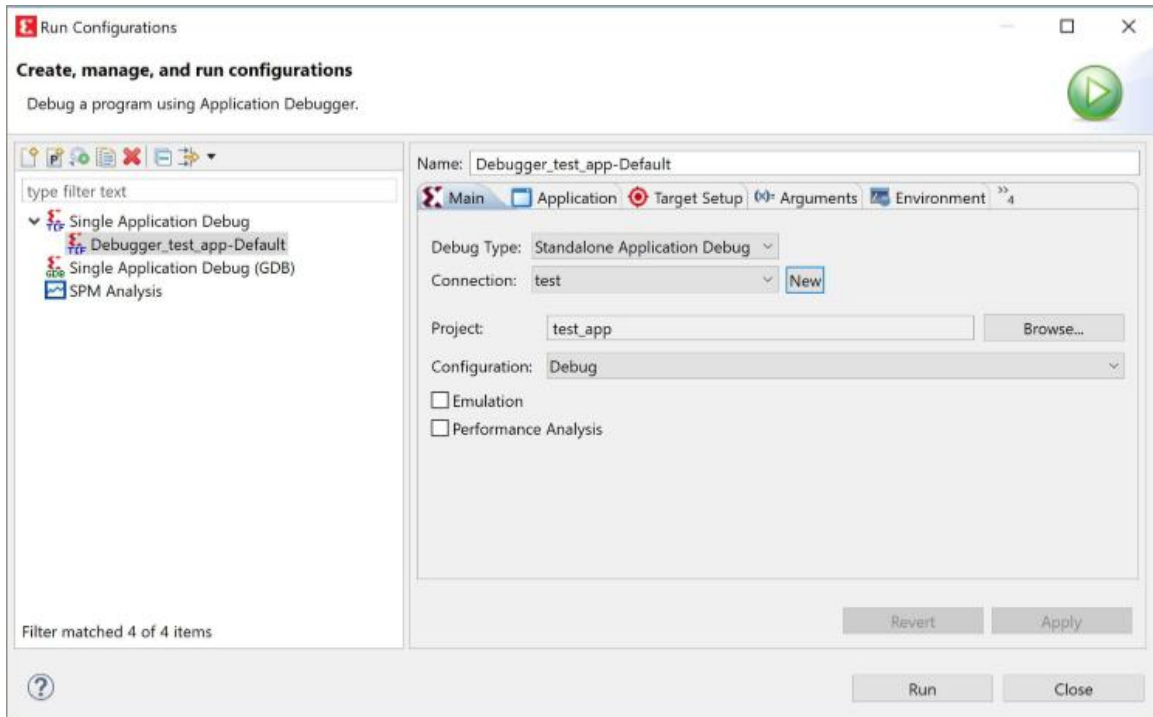 Run Configurations
Create, manage, and run configurations
Debug a program using Application Debugger.
type filter text
Single Application Debug
Debugger_test_app-Default
Single Application Debug (GDB)
SPM Analysis
Filter matched 4 of 4 items
Name: Debugger_test_app-Default
Main Application Target Setup Arguments Environment »4
Debug Type: Standalone Application Debug
Connection: test New
Project: test_app Browse...
Configuration: Debug
Emulation
Performance Analysis
Revert Apply
Run Close